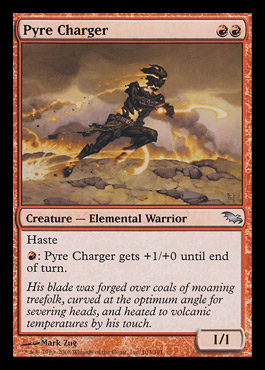 Pyre Charger
Creature — Elemental Warrior
Haste
: Pyre Charger gets +1/+0 until end
of turn.
His blade was forged over coals of moaning
treefolk, curved at the optimum angle for
severing heads, and heated to volcanic
temperatures by his touch.
1/1
Mark Zug